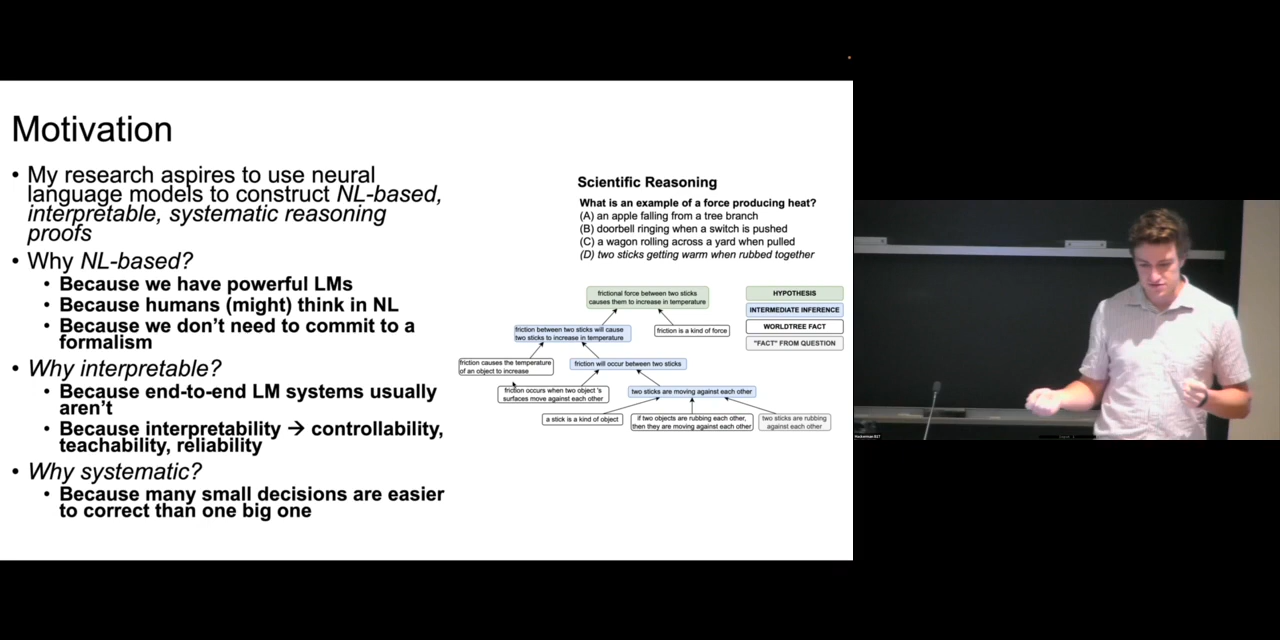 Motivation
• My research aspires to use neural
language models to construct NL-based,
interpretable, systematic reasoning
proofs
• Why NL-based?
• Because we have powerful LMs
• Because humans (might) think in NL
• Because we don't need to commit to a
formalism
• Why interpretable?
• Because end-to-end LM systems usually
aren't
• Because interpretability → controllability,
teachability, reliability
• Why systematic?
• Because many small decisions are easier
to correct than one big one
Scientific Reasoning
What is an example of a force producing heat?
(A) an apple falling from a tree branch
(B) doorbell ringing when a switch is pushed
(C) a wagon rolling across a yard when pulled
(D) two sticks getting warm when rubbed together
frictional force between two sticks
causes them to increase in temperature
friction between two sticks will cause
two sticks to increase in temperature
friction is a kind of force
friction causes the temperature
of an object to increase
friction will occur between two sticks
friction occurs when two object 's
surfaces move against each other
two sticks are moving against each other
a stick is a kind of object
if two objects are rubbing each other,
then they are moving against each other
two sticks are rubbing
against each other
HYPOTHESIS
INTERMEDIATE INFERENCE
WORLDTREE FACT
"FACT" FROM QUESTION